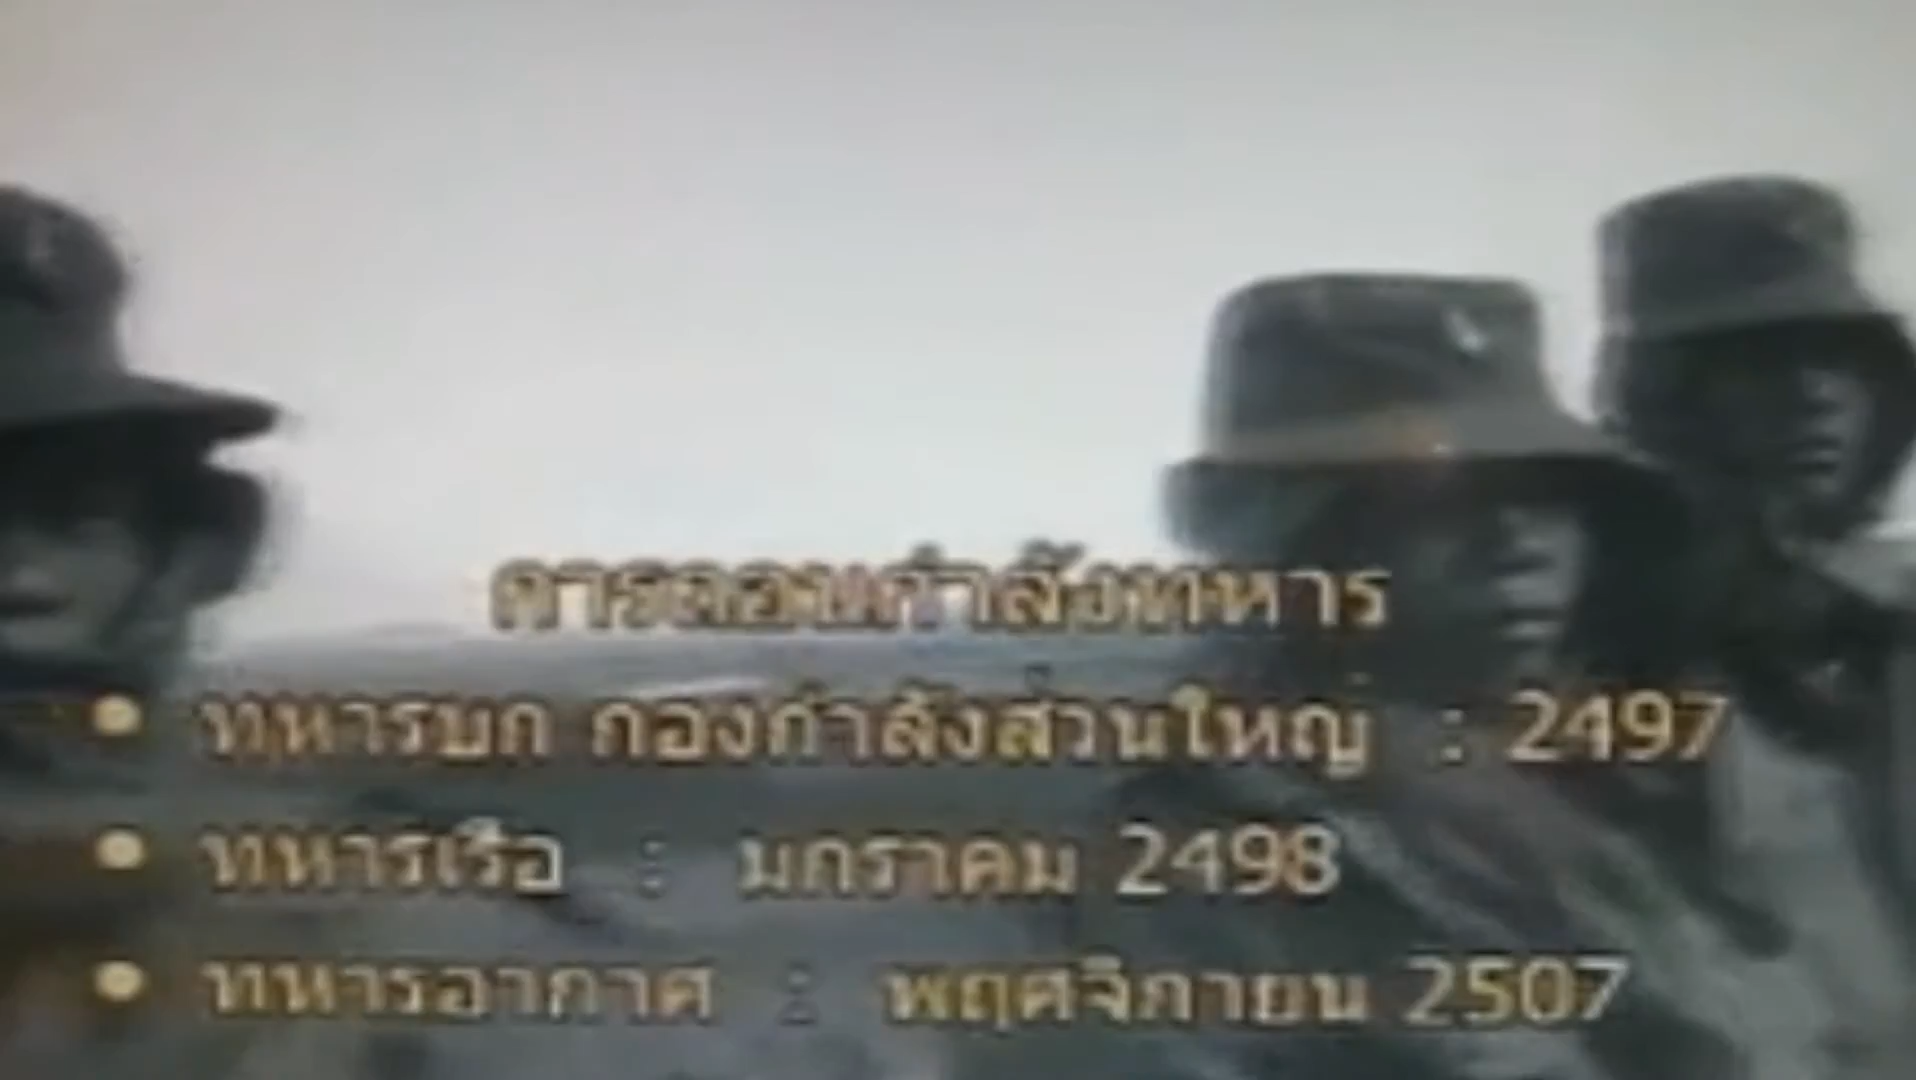 การถอนกำลังทหาร
• ทหารบก กองกำลังส่วนใหญ่ : 2497
• ทหารเรือ : มกราคม 2498
• ทหารอากาศ : พฤศจิกายน 2507